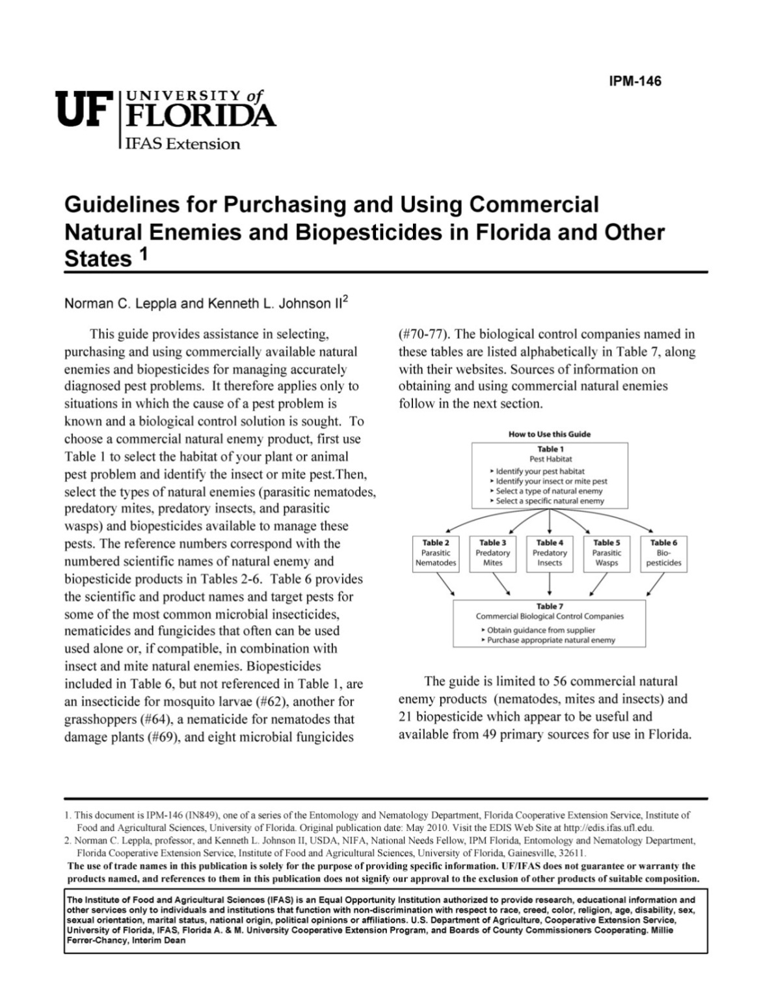 IPM-146
UF UNIVERSITY of
FLORIDA
IFAS Extension
Guidelines for Purchasing and Using Commercial
Natural Enemies and Biopesticides in Florida and Other
States 1
Norman C. Leppla and Kenneth L. Johnson II2
This guide provides assistance in selecting,
purchasing and using commercially available natural
enemies and biopesticides for managing accurately
diagnosed pest problems. It therefore applies only to
situations in which the cause of a pest problem is
known and a biological control solution is sought. To
choose a commercial natural enemy product, first use
Table 1 to select the habitat of your plant or animal
pest problem and identify the insect or mite pest.Then,
select the types of natural enemies (parasitic nematodes,
predatory mites, predatory insects, and parasitic
wasps) and biopesticides available to manage these
pests. The reference numbers correspond with the
numbered scientific names of natural enemy and
biopesticide products in Tables 2-6. Table 6 provides
the scientific and product names and target pests for
some of the most common microbial insecticides,
nematicides and fungicides that often can be used
used alone or, if compatible, in combination with
insect and mite natural enemies. Biopesticides
included in Table 6, but not referenced in Table 1, are
an insecticide for mosquito larvae (#62), another for
grasshoppers (#64), a nematicide for nematodes that
damage plants (#69), and eight microbial fungicides
(#70-77). The biological control companies named in
these tables are listed alphabetically in Table 7, along
with their websites. Sources of information on
obtaining and using commercial natural enemies
follow in the next section.
How to Use this Guide
Table 1
Pest Habitat
‣ Identify your pest habitat
‣ Identify your insect or mite pest
‣ Select a type of natural enemy
‣ Select a specific natural enemy
Table 2
Parasitic
Nematodes
Table 3
Predatory
Mites
Table 4
Predatory
Insects
Table 5
Parasitic
Wasps
Table 6
Bio-
pesticides
Table 7
Commercial Biological Control Companies
‣ Obtain guidance from supplier
‣ Purchase appropriate natural enemy
The guide is limited to 56 commercial natural
enemy products (nematodes, mites and insects) and
21 biopesticide which appear to be useful and
available from 49 primary sources for use in Florida.
1. This document is IPM-146 (IN849), one of a series of the Entomology and Nematology Department, Florida Cooperative Extension Service, Institute of
Food and Agricultural Sciences, University of Florida. Original publication date: May 2010. Visit the EDIS Web Site at http://edis.ifas.ufl.edu.
2. Norman C. Leppla, professor, and Kenneth L. Johnson II, USDA, NIFA, National Needs Fellow, IPM Florida, Entomology and Nematology Department,
Florida Cooperative Extension Service, Institute of Food and Agricultural Sciences, University of Florida, Gainesville, 32611.
The use of trade names in this publication is solely for the purpose of providing specific information. UF/IFAS does not guarantee or warranty the
products named, and references to them in this publication does not signify our approval to the exclusion of other products of suitable composition.
The Institute of Food and Agricultural Sciences (IFAS) is an Equal Opportunity Institution authorized to provide research, educational information and
other services only to individuals and institutions that function with non-discrimination with respect to race, creed, color, religion, age, disability, sex,
sexual orientation, marital status, national origin, political opinions or affiliations. U.S. Department of Agriculture, Cooperative Extension Service,
University of Florida, IFAS, Florida A. & M. University Cooperative Extension Program, and Boards of County Commissioners Cooperating. Millie
Ferrer-Chancy, Interim Dean